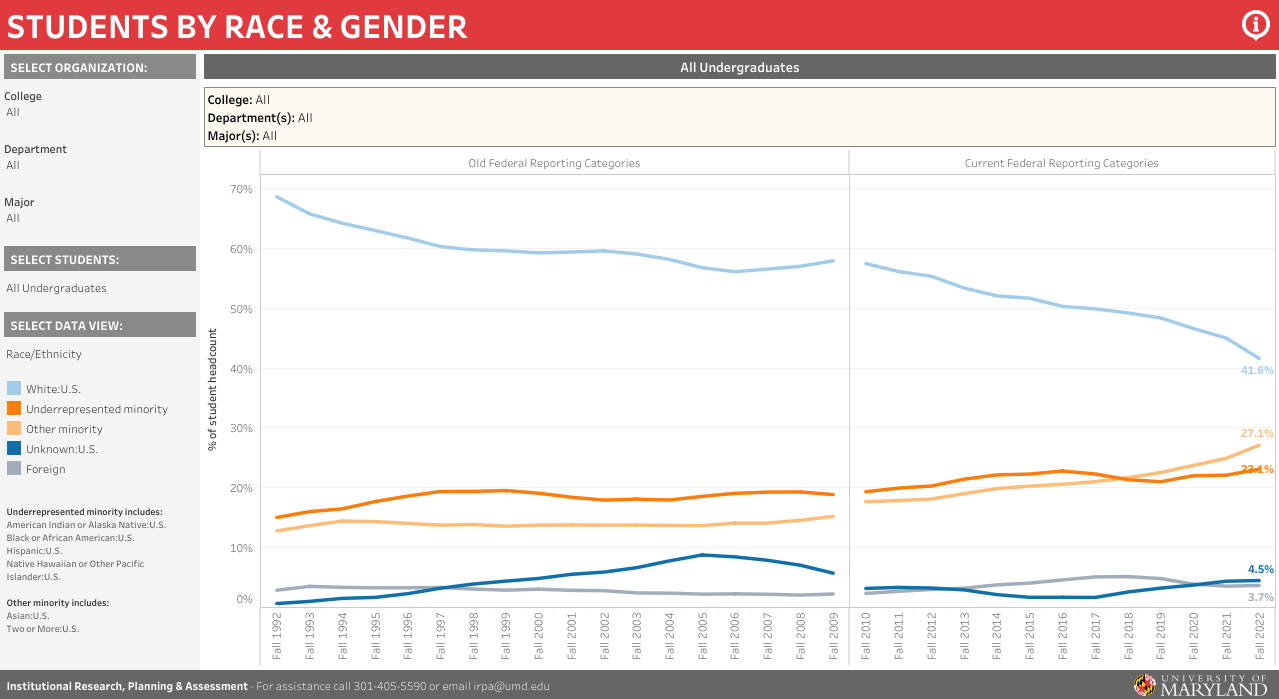 STUDENTS BY RACE & GENDER
SELECT ORGANIZATION:
College
All
Department
All
Major
All
SELECT STUDENTS:
All Undergraduates
SELECT DATA VIEW:
Race/Ethnicity
White:U.S.
Underrepresented minority
Other minority
Unknown:U.S.
Foreign
Underrepresented minority includes:
American Indian or Alaska Native:U.S.
Black or African American:U.S.
Hispanic:U.S.
Native Hawaiian or Other Pacific
Islander:U.S.
Other minority includes:
Asian:U.S.
Two or More:U.S.
All Undergraduates
College: All
Department(s): All
Major(s): All
Old Federal Reporting Categories
Current Federal Reporting Categories
% of student headcount
70%
60%
50%
40%
30%
20%
10%
0%
41.6%
27.1%
23.1%
4.5%
3.7%
Fall 1992
Fall 1993
Fall 1994
Fall 1995
Fall 1996
Fall 1997
Fall 1998
Fall 1999
Fall 2000
Fall 2001
Fall 2002
Fall 2003
Fall 2004
Fall 2005
Fall 2006
Fall 2007
Fall 2008
Fall 2009
Fall 2010
Fall 2011
Fall 2012
Fall 2013
Fall 2014
Fall 2015
Fall 2016
Fall 2017
Fall 2018
Fall 2019
Fall 2020
Fall 2021
Fall 2022
Institutional Research, Planning & Assessment - For assistance call 301-405-5590 or email irpa@umd.edu
UNIVERSITY OF
MARYLAND